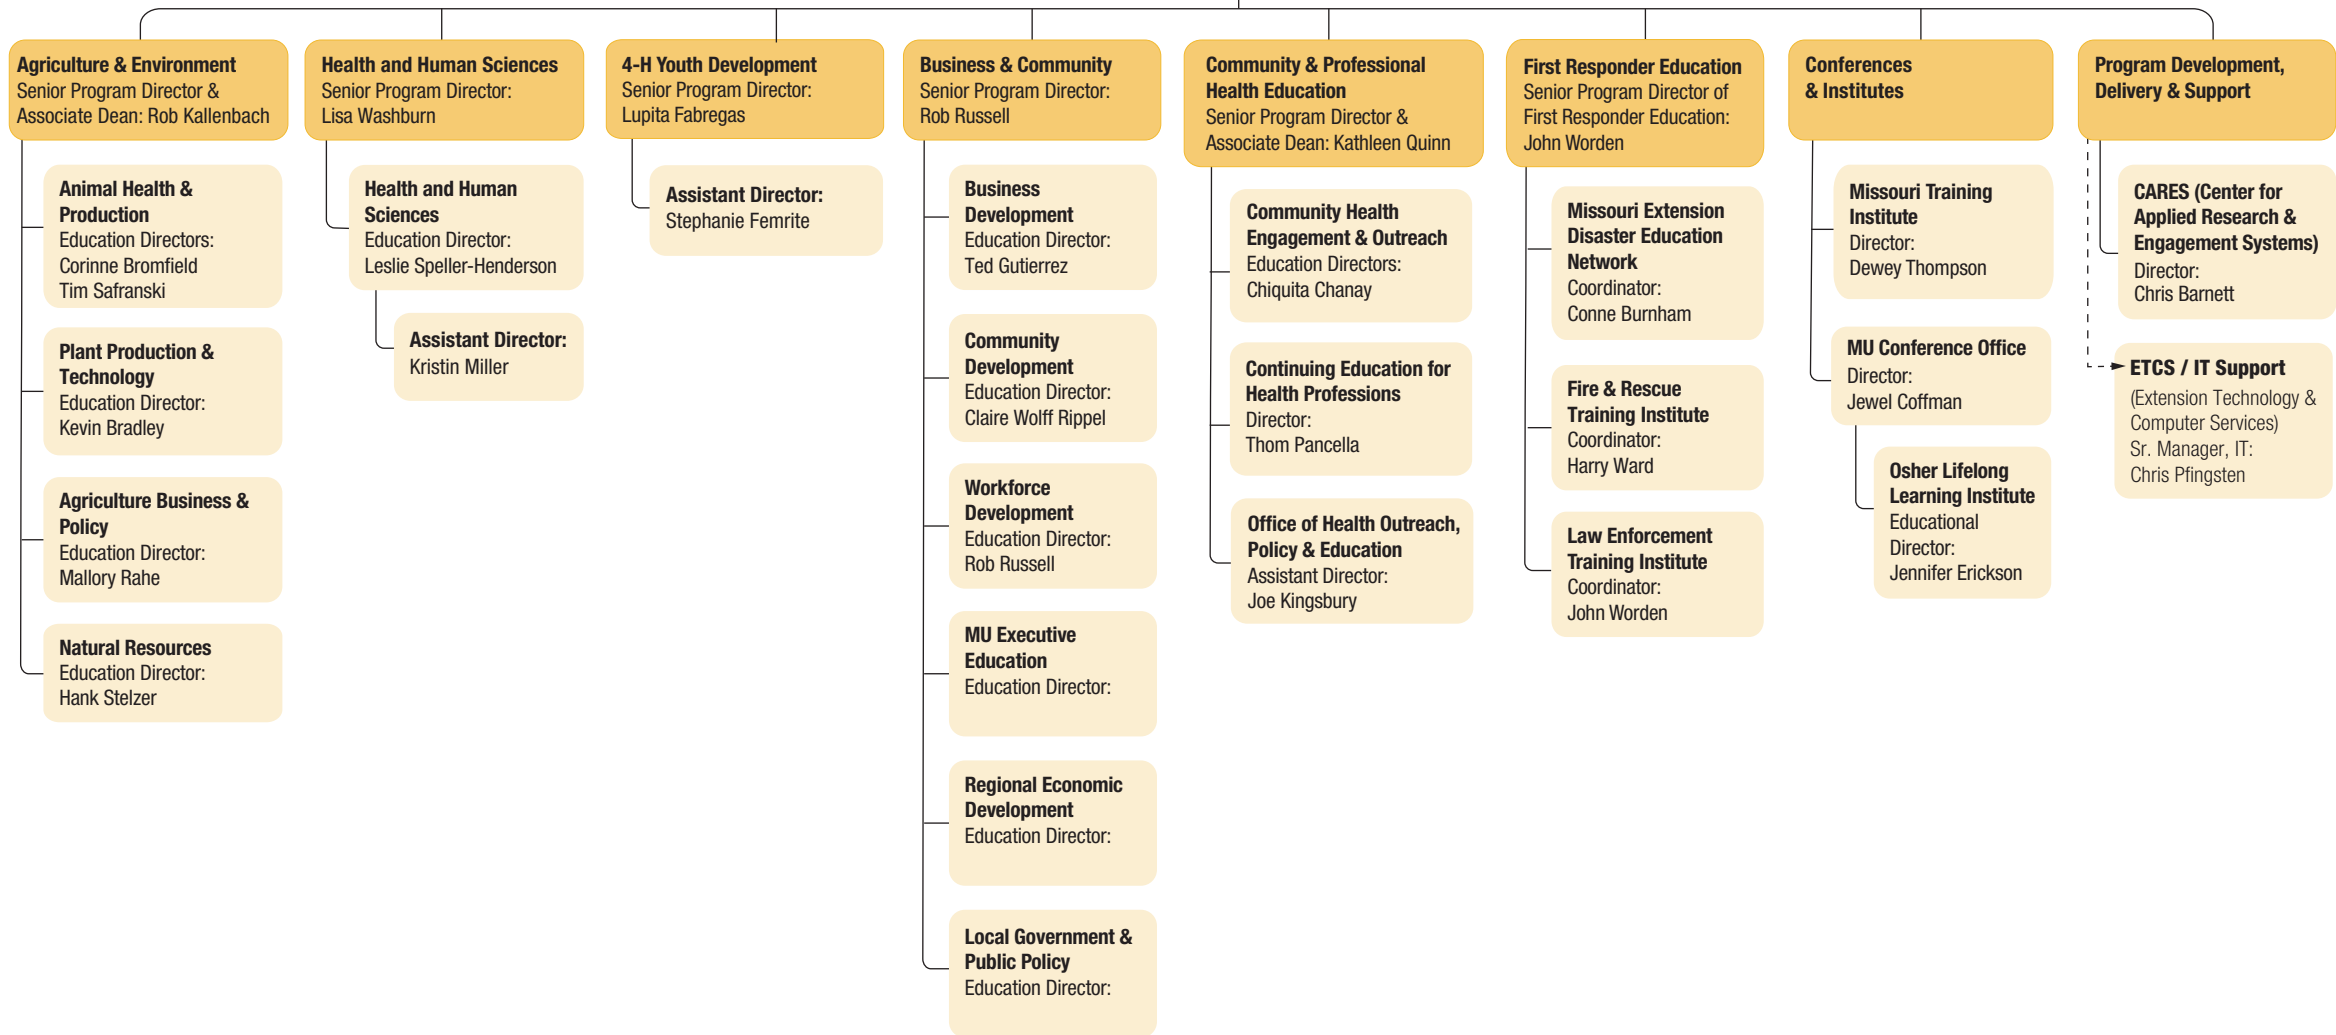 Agriculture & Environment
Senior Program Director &
Associate Dean: Rob Kallenbach
Animal Health &
Production
Education Directors:
Corinne Bromfield
Tim Safranski
Plant Production &
Technology
Education Director:
Kevin Bradley
Agriculture Business &
Policy
Education Director:
Mallory Rahe
Natural Resources
Education Director:
Hank Stelzer
Health and Human Sciences
Senior Program Director:
Lisa Washburn
Health and Human
Sciences
Education Director:
Leslie Speller-Henderson
Assistant Director:
Kristin Miller
4-H Youth Development
Senior Program Director:
Lupita Fabregas
Assistant Director:
Stephanie Femrite
Business & Community
Senior Program Director:
Rob Russell
Business
Development
Education Director:
Ted Gutierrez
Community
Development
Education Director:
Claire Wolff Rippel
Workforce
Development
Education Director:
Rob Russell
MU Executive
Education
Education Director:
Regional Economic
Development
Education Director:
Local Government &
Public Policy
Education Director:
Community & Professional
Health Education
Senior Program Director &
Associate Dean: Kathleen Quinn
Community Health
Engagement & Outreach
Education Directors:
Chiquita Chanay
Continuing Education for
Health Professions
Director:
Thom Pancella
Office of Health Outreach,
Policy & Education
Assistant Director:
Joe Kingsbury
First Responder Education
Senior Program Director of
First Responder Education:
John Worden
Missouri Extension
Disaster Education
Network
Coordinator:
Conne Burnham
Fire & Rescue
Training Institute
Coordinator:
Harry Ward
Law Enforcement
Training Institute
Coordinator:
John Worden
Conferences
& Institutes
Missouri Training
Institute
Director:
Dewey Thompson
MU Conference Office
Director:
Jewel Coffman
Osher Lifelong
Learning Institute
Educational
Director:
Jennifer Erickson
Program Development,
Delivery & Support
CARES (Center for
Applied Research &
Engagement Systems)
Director:
Chris Barnett
ETCS / IT Support
(Extension Technology &
Computer Services)
Sr. Manager, IT:
Chris Pfingsten